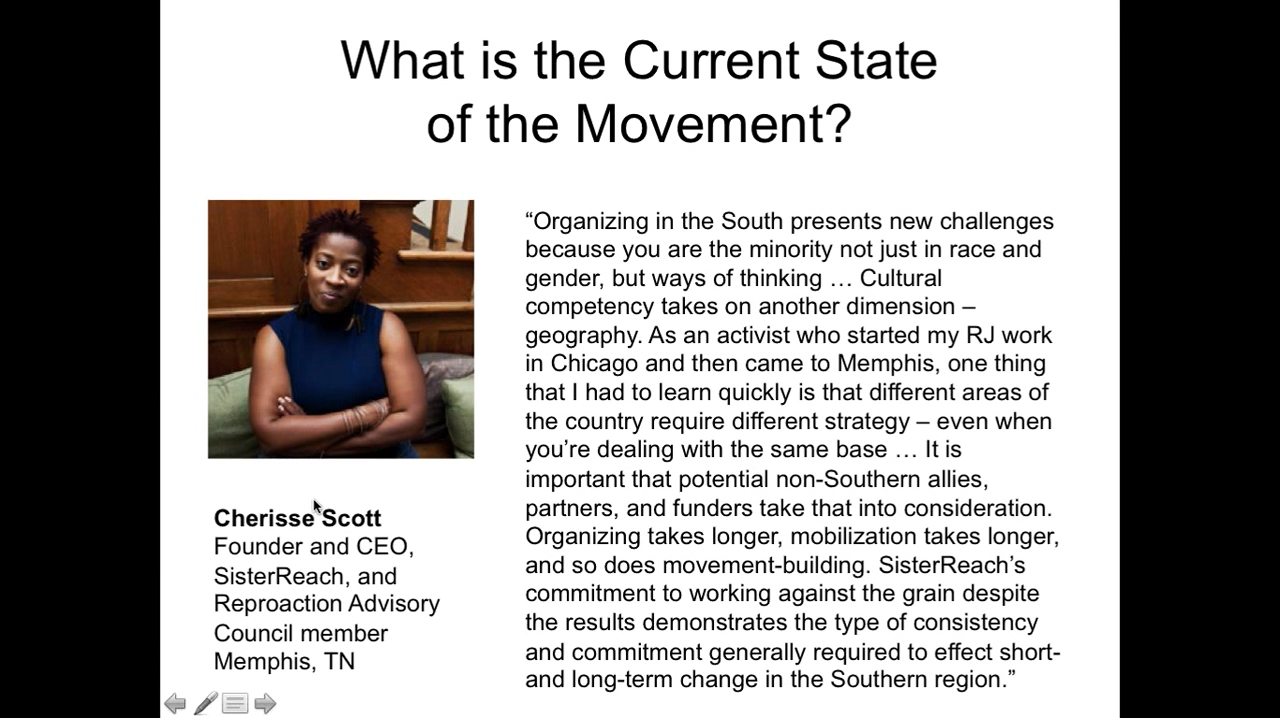 What is the Current State
of the Movement?
“Organizing in the South presents new challenges
because you are the minority not just in race and
gender, but ways of thinking … Cultural
competency takes on another dimension –
geography. As an activist who started my RJ work
in Chicago and then came to Memphis, one thing
that I had to learn quickly is that different areas of
the country require different strategy – even when
you’re dealing with the same base … It is
important that potential non-Southern allies,
partners, and funders take that into consideration.
Organizing takes longer, mobilization takes longer,
and so does movement-building. SisterReach’s
commitment to working against the grain despite
the results demonstrates the type of consistency
and commitment generally required to effect short-
and long-term change in the Southern region.”
Cherisse Scott
Founder and CEO,
SisterReach, and
Reproaction Advisory
Council member
Memphis, TN